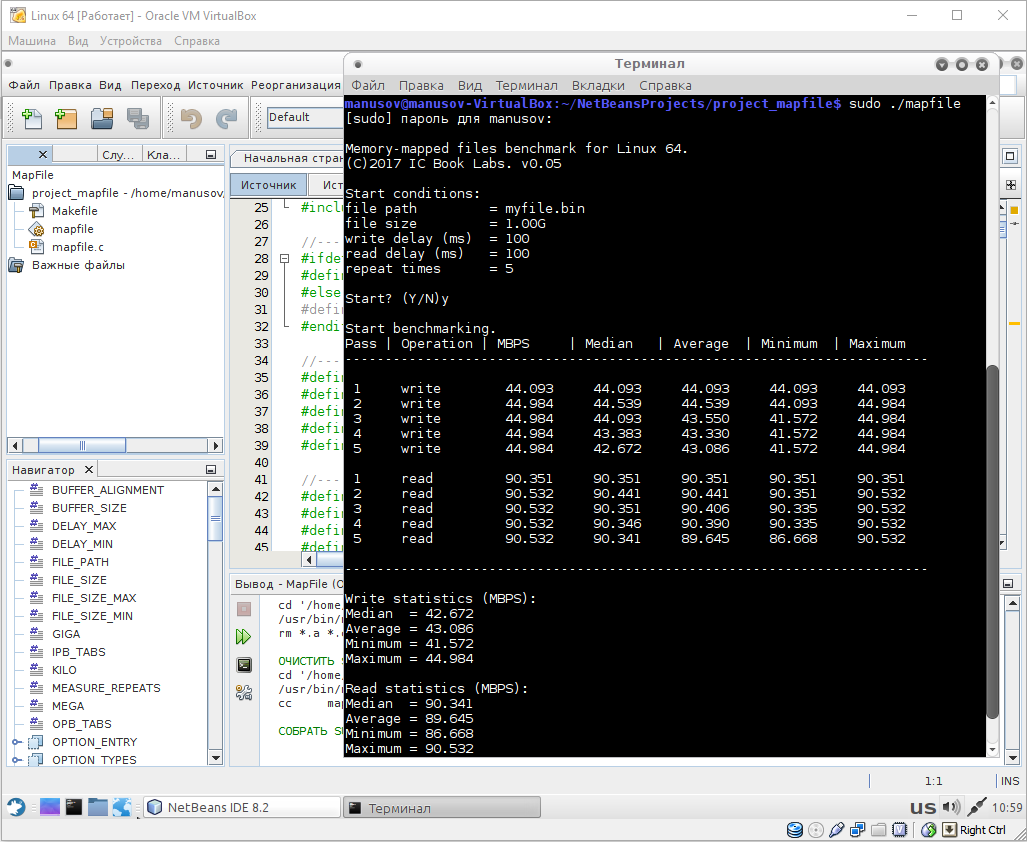 Linux 64 [Работает] - Oracle VM VirtualBox
Машина Вид Устройства Справка
Файл Правка Вид Переход Источник Реорганизация
Default
Слу... Кла...
MapFile
project_mapfile - /home/manusov
Makefile
mapfile
mapfile.c
Важные файлы
Навигатор
BUFFER_ALIGNMENT
BUFFER_SIZE
DELAY_MAX
DELAY_MIN
FILE_PATH
FILE_SIZE
FILE_SIZE_MAX
FILE_SIZE_MIN
GIGA
IPB_TABS
KILO
MEASURE_REPEATS
MEGA
OPB_TABS
OPTION_ENTRY
OPTION_TYPES
Начальная стран
Источник Ист
25 #inclu
26
27 //---
28 #ifdef
29 #defin
30 #else
31 #defin
32 #endif
33
34 //---
35 #defin
36 #defin
37 #defin
38 #defin
39 #defin
40
41 //---
42 #defin
43 #defin
44 #defin
45 #defin
Вывод - MapFile (О
cd '/home/
/usr/bin/m
rm *.a *.
ОЧИСТИТЬ S
cd '/home/
/usr/bin/m
cc map
СОБРАТЬ SU
Терминал
Файл Правка Вид Терминал Вкладки Справка
manusov@manusov-VirtualBox:~/NetBeansProjects/project_mapfile$ sudo ./mapfile
[sudo] пароль для manusov:
Memory-mapped files benchmark for Linux 64.
(C)2017 IC Book Labs. v0.05
Start conditions:
file path = myfile.bin
file size = 1.00G
write delay (ms) = 100
read delay (ms) = 100
repeat times = 5
Start? (Y/N)y
Start benchmarking.
Pass | Operation | MBPS | Median | Average | Minimum | Maximum
-------------------------------------------------------------------------
1 write 44.093 44.093 44.093 44.093 44.093
2 write 44.984 44.539 44.539 44.093 44.984
3 write 44.984 44.093 43.550 41.572 44.984
4 write 44.984 43.383 43.330 41.572 44.984
5 write 44.984 42.672 43.086 41.572 44.984
1 read 90.351 90.351 90.351 90.351 90.351
2 read 90.532 90.441 90.441 90.351 90.532
3 read 90.532 90.351 90.406 90.335 90.532
4 read 90.532 90.346 90.390 90.335 90.532
5 read 90.532 90.341 89.645 86.668 90.532
-------------------------------------------------------------------------
Write statistics (MBPS):
Median = 42.672
Average = 43.086
Minimum = 41.572
Maximum = 44.984
Read statistics (MBPS):
Median = 90.341
Average = 89.645
Minimum = 86.668
Maximum = 90.532
1:1 INS
NetBeans IDE 8.2 Терминал us 10:59
Right Ctrl